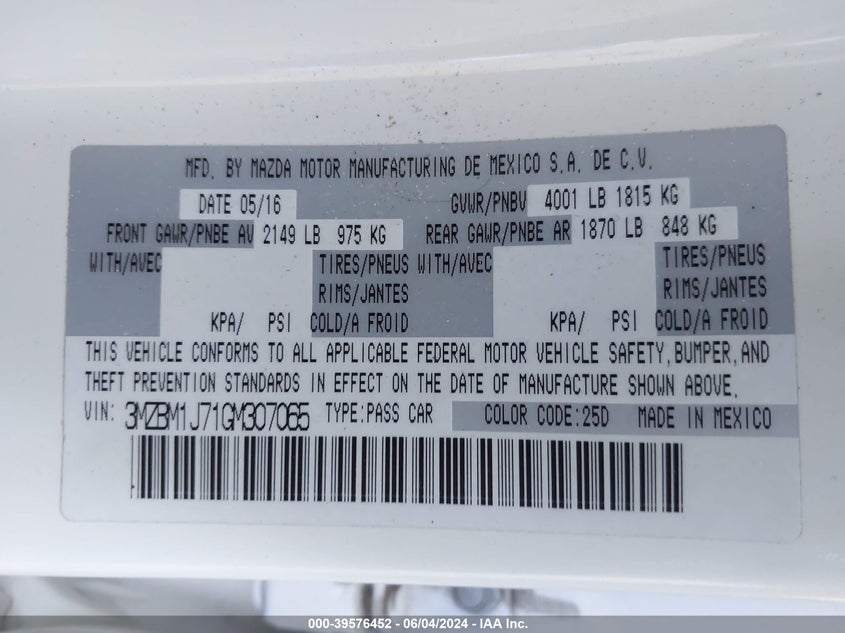 MFD. BY MAZDA MOTOR MANUFACTURING DE MEXICO S.A. DE C.V.
DATE 05/16 GVWR/PNBV 4001 LB 1815 KG
FRONT GAWR/PNBE AV 2149 LB 975 KG REAR GAWR/PNBE AR 1870 LB 848 KG
WITH/AVEC TIRES/PNEUS WITH/AVEC TIRES/PNEUS
RIMS/JANTES RIMS/JANTES
KPA/ PSI COLD/A FROID KPA/ PSI COLD/A FROID
THIS VEHICLE CONFORMS TO ALL APPLICABLE FEDERAL MOTOR VEHICLE SAFETY, BUMPER, AND
THEFT PREVENTION STANDARDS IN EFFECT ON THE DATE OF MANUFACTURE SHOWN ABOVE.
VIN: 3MZBM1J71GM307065 TYPE:PASS CAR COLOR CODE:25D MADE IN MEXICO
000-39576452 - 06/04/2024 - IAA Inc.